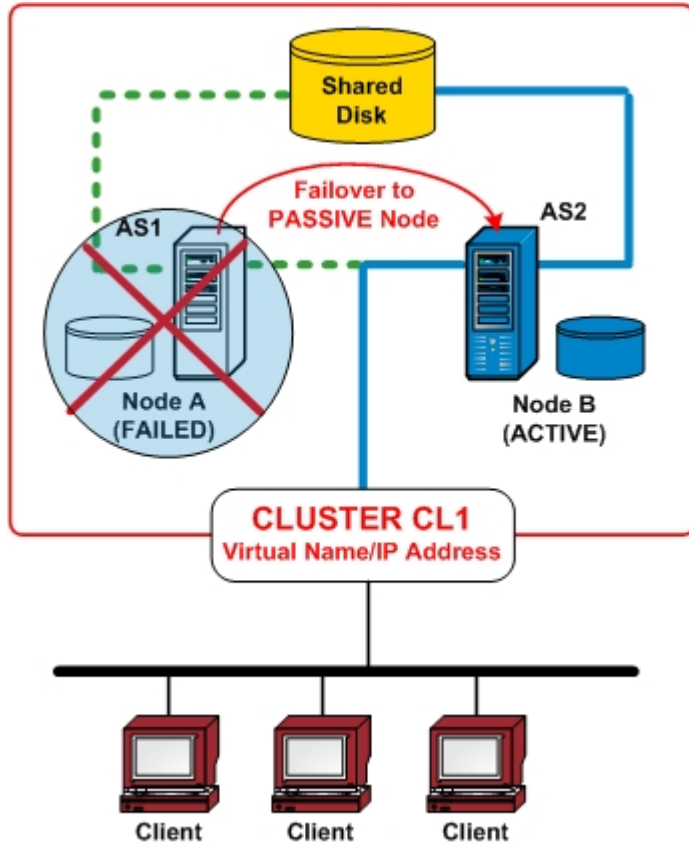 Shared
Disk
Failover to
PASSIVE Node
AS1
AS2
Node A
(FAILED)
Node B
(ACTIVE)
CLUSTER CL1
Virtual Name/IP Address
Client
Client
Client